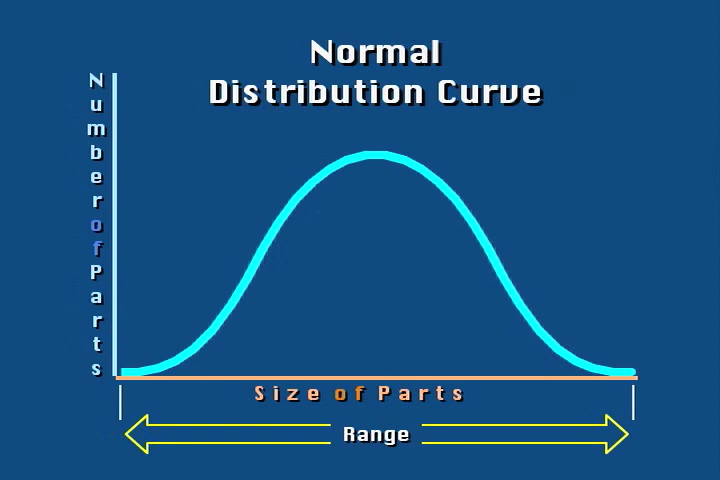 Normal
Distribution Curve
Number of Parts
Size of Parts
Range